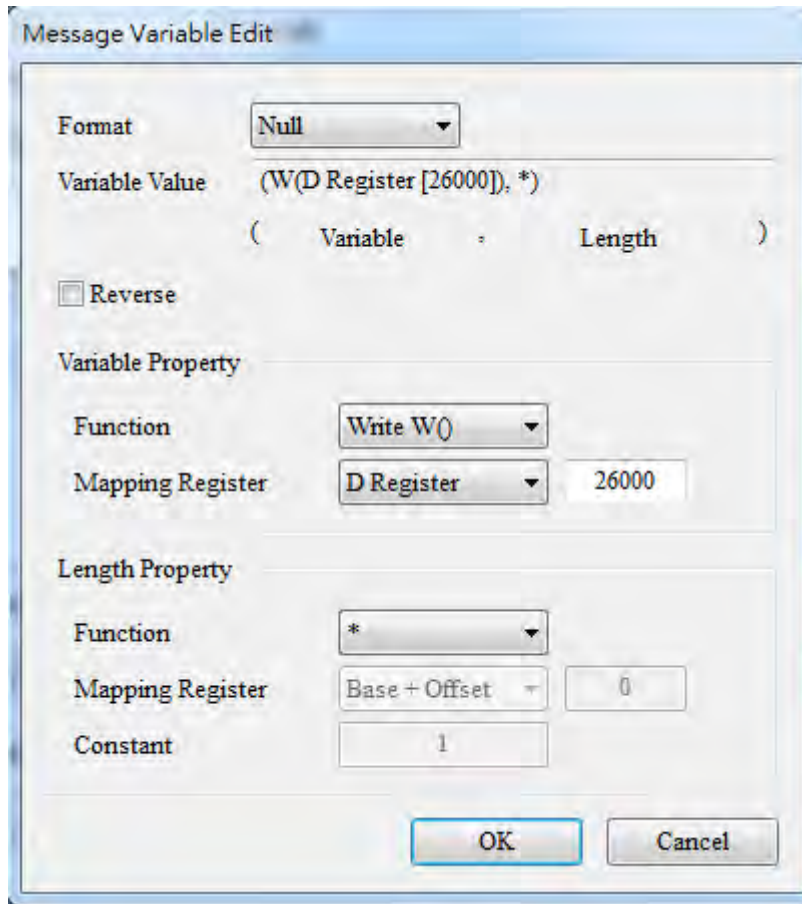 Message Variable Edit
Format Null
Variable Value (W(D Register [26000]), *)
( Variable , Length )
Reverse
Variable Property
Function Write W()
Mapping Register D Register 26000
Length Property
Function *
Mapping Register Base + Offset 0
Constant 1
OK Cancel